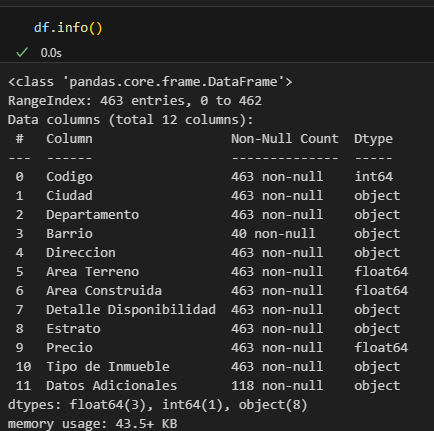 df.info()
✓ 0.0s
<class 'pandas.core.frame.DataFrame'>
RangeIndex: 463 entries, 0 to 462
Data columns (total 12 columns):
 #   Column                  Non-Null Count  Dtype
---  ------                  --------------  -----
 0   Codigo                  463 non-null    int64
 1   Ciudad                  463 non-null    object
 2   Departamento            463 non-null    object
 3   Barrio                  40 non-null     object
 4   Direccion               463 non-null    object
 5   Area Terreno            463 non-null    float64
 6   Area Construida         463 non-null    float64
 7   Detalle Disponibilidad  463 non-null    object
 8   Estrato                 463 non-null    object
 9   Precio                  463 non-null    float64
 10  Tipo de Inmueble        463 non-null    object
 11  Datos Adicionales       118 non-null    object
dtypes: float64(3), int64(1), object(8)
memory usage: 43.5+ KB